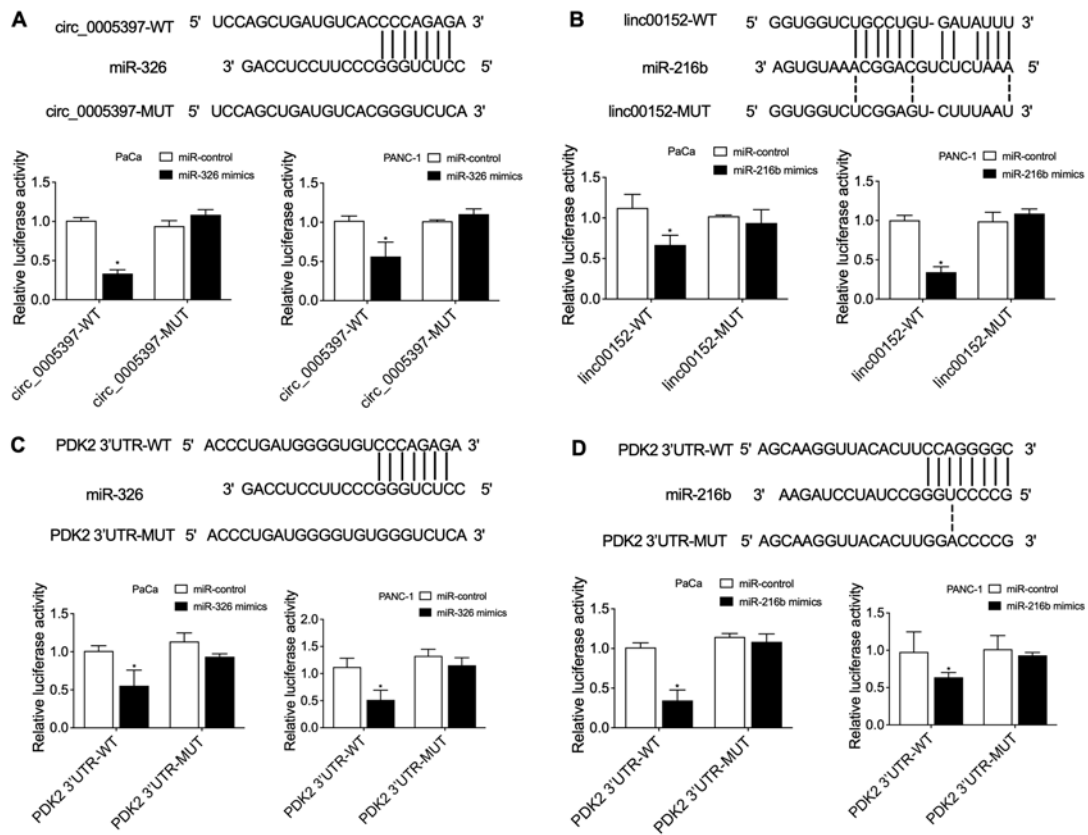 A
circ_0005397-WT 5' UCCAGCUGAUGUCACCCCAGAGA 3'
miR-326 3' GACCUCCUUCCCGGGUCUCC 5'
circ_0005397-MUT 5' UCCAGCUGAUGUCACGGGUCUCA 3'
PaCa
miR-control
miR-326 mimics
Relative luciferase activity
1.5
1.0
0.5
0.0
*
circ_0005397-WT
circ_0005397-MUT
PANC-1
miR-control
miR-326 mimics
Relative luciferase activity
1.5
1.0
0.5
0.0
*
circ_0005397-WT
circ_0005397-MUT
B
linc00152-WT 5' GGUGGUCUGCCUGU-GAUAUUU 3'
miR-216b 3' AGUGUAAACGGACGUCUCUAAA 5'
linc00152-MUT 5' GGUGGUCUUCGGAGU-CUUUAAU 3'
PaCa
miR-control
miR-216b mimics
Relative luciferase activity
1.5
1.0
0.5
0.0
*
linc00152-WT
linc00152-MUT
PANC-1
miR-control
miR-216b mimics
Relative luciferase activity
1.5
1.0
0.5
0.0
*
linc00152-WT
linc00152-MUT
C
PDK2 3'UTR-WT 5' ACCCUGAUGGGGUGUCCCAGAGA 3'
miR-326 3' GACCUCCUUCCCGGGUCUCC 5'
PDK2 3'UTR-MUT 5' ACCCUGAUGGGGUGUGGGUCUCA 3'
PaCa
miR-control
miR-326 mimics
Relative luciferase activity
1.5
1.0
0.5
0.0
*
PDK2 3'UTR-WT
PDK2 3'UTR-MUT
PANC-1
miR-control
miR-326 mimics
Relative luciferase activity
2.0
1.5
1.0
0.5
0.0
*
PDK2 3'UTR-WT
PDK2 3'UTR-MUT
D
PDK2 3'UTR-WT 5' AGCAAGGUUACACUUCCAGGGGC 3'
miR-216b 3' AAGAUCCUAUCCGGGUCCCCG 5'
PDK2 3'UTR-MUT 5' AGCAAGGUUACACUUGGACCCCG 3'
PaCa
miR-control
miR-216b mimics
Relative luciferase activity
1.5
1.0
0.5
0.0
*
PDK2 3'UTR-WT
PDK2 3'UTR-MUT
PANC-1
miR-control
miR-216b mimics
Relative luciferase activity
1.5
1.0
0.5
0.0
*
PDK2 3'UTR-WT
PDK2 3'UTR-MUT